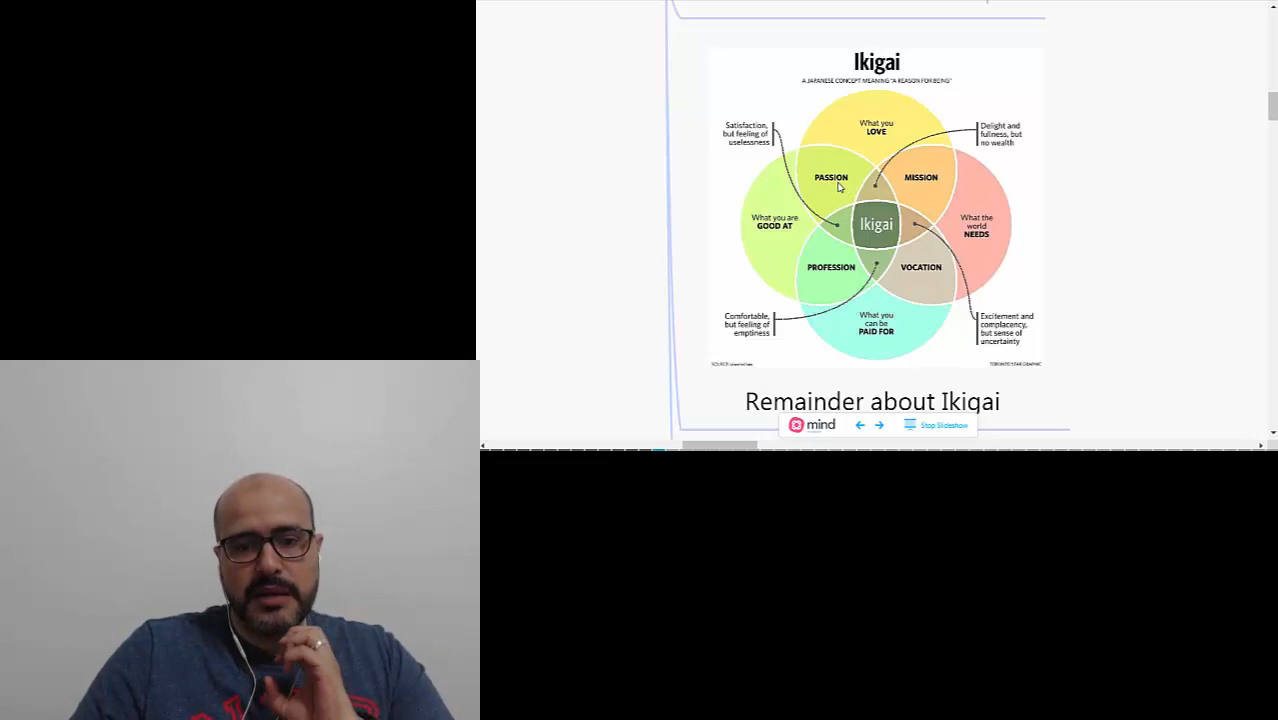 Ikigai
A JAPANESE CONCEPT MEANING "A REASON FOR BEING"
Satisfaction,
but feeling of
uselessness
What you
LOVE
Delight and
fullness, but
no wealth
PASSION
MISSION
What you are
GOOD AT
Ikigai
What the
world
NEEDS
PROFESSION
VOCATION
Comfortable,
but feeling of
emptiness
What you
can be
PAID FOR
Excitement and
complacency,
but sense of
uncertainty
TORONTO STAR GRAPHIC
Remainder about Ikigai
mind
Stop Slideshow